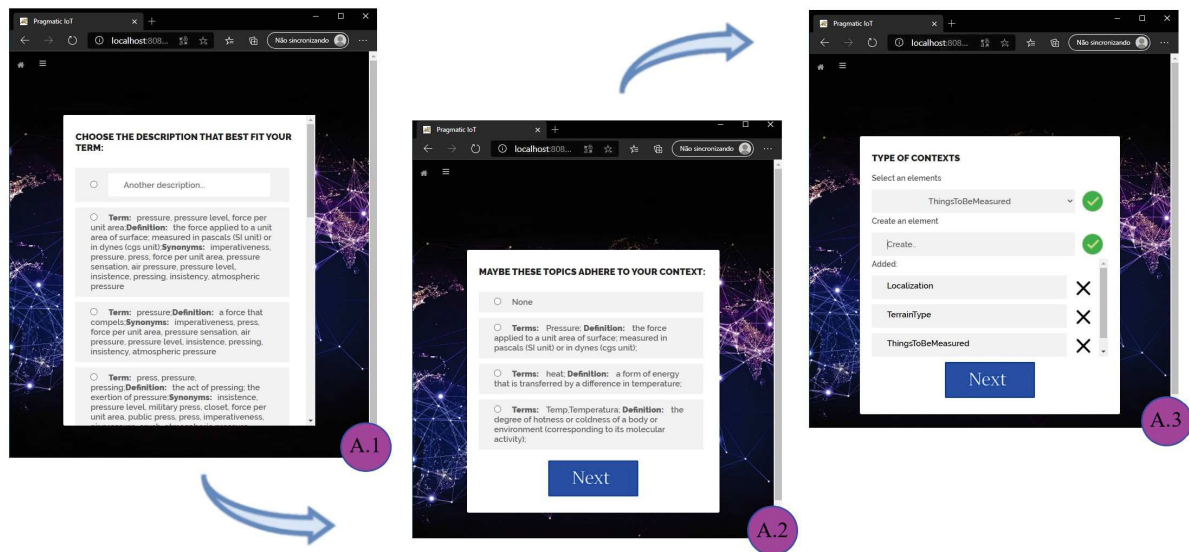 Pragmatic IoT
localhost:808...
Não sincronizando
CHOOSE THE DESCRIPTION THAT BEST FIT YOUR
TERM:
Another description..
Term: pressure, pressure level, force per
unit area;Definition: the force applied to a unit
area of surface; measured in pascals (SI unit) or
in dynes (cgs unit);Synonyms: imperativeness,
pressure, press, force per unit area, pressure
sensation, air pressure, pressure level,
insistence, pressing, insistency, atmospheric
pressure
Term: pressure;Definition: a force that
compels;Synonyms: imperativeness, press,
force per unit area, pressure sensation, air
pressure, pressure level, insistence, pressing,
insistency, atmospheric pressure
Term: press, pressure,
pressing;Definition: the act of pressing; the
exertion of pressure;Synonyms: insistence,
pressure level, military press, closet, force per
unit area, public press, press, imperativeness,
A.1
Pragmatic IoT
localhost:808...
Não sincronizando
MAYBE THESE TOPICS ADHERE TO YOUR CONTEXT:
None
Terms: Pressure; Definition: the force
applied to a unit area of surface; measured in
pascals (SI unit) or in dynes (cgs unit);
Terms: heat; Definition: a form of energy
that is transferred by a difference in temperature;
Terms: Temp,Temperatura; Definition: the
degree of hotness or coldness of a body or
environment (corresponding to its molecular
activity);
Next
A.2
Pragmatic IoT
localhost:808...
Não sincronizando
TYPE OF CONTEXTS
Select an elements
ThingsToBeMeasured
Create an element
Create..
Added:
Localization
TerrainType
ThingsToBeMeasured
Next
A.3